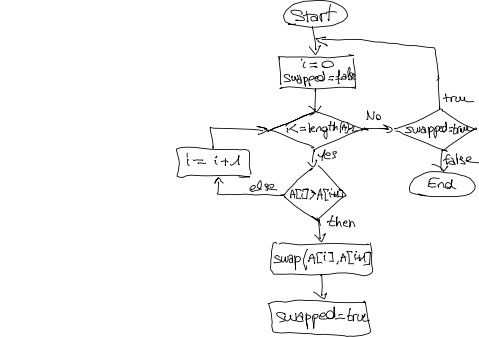 Start
i=0
swapped=false
i<=length(A)-
No
swapped=true
true
false
End
Yes
i= i+1
else
A[i]>A[i+1]
then
swap(A[i],A[i+1]
swapped=true